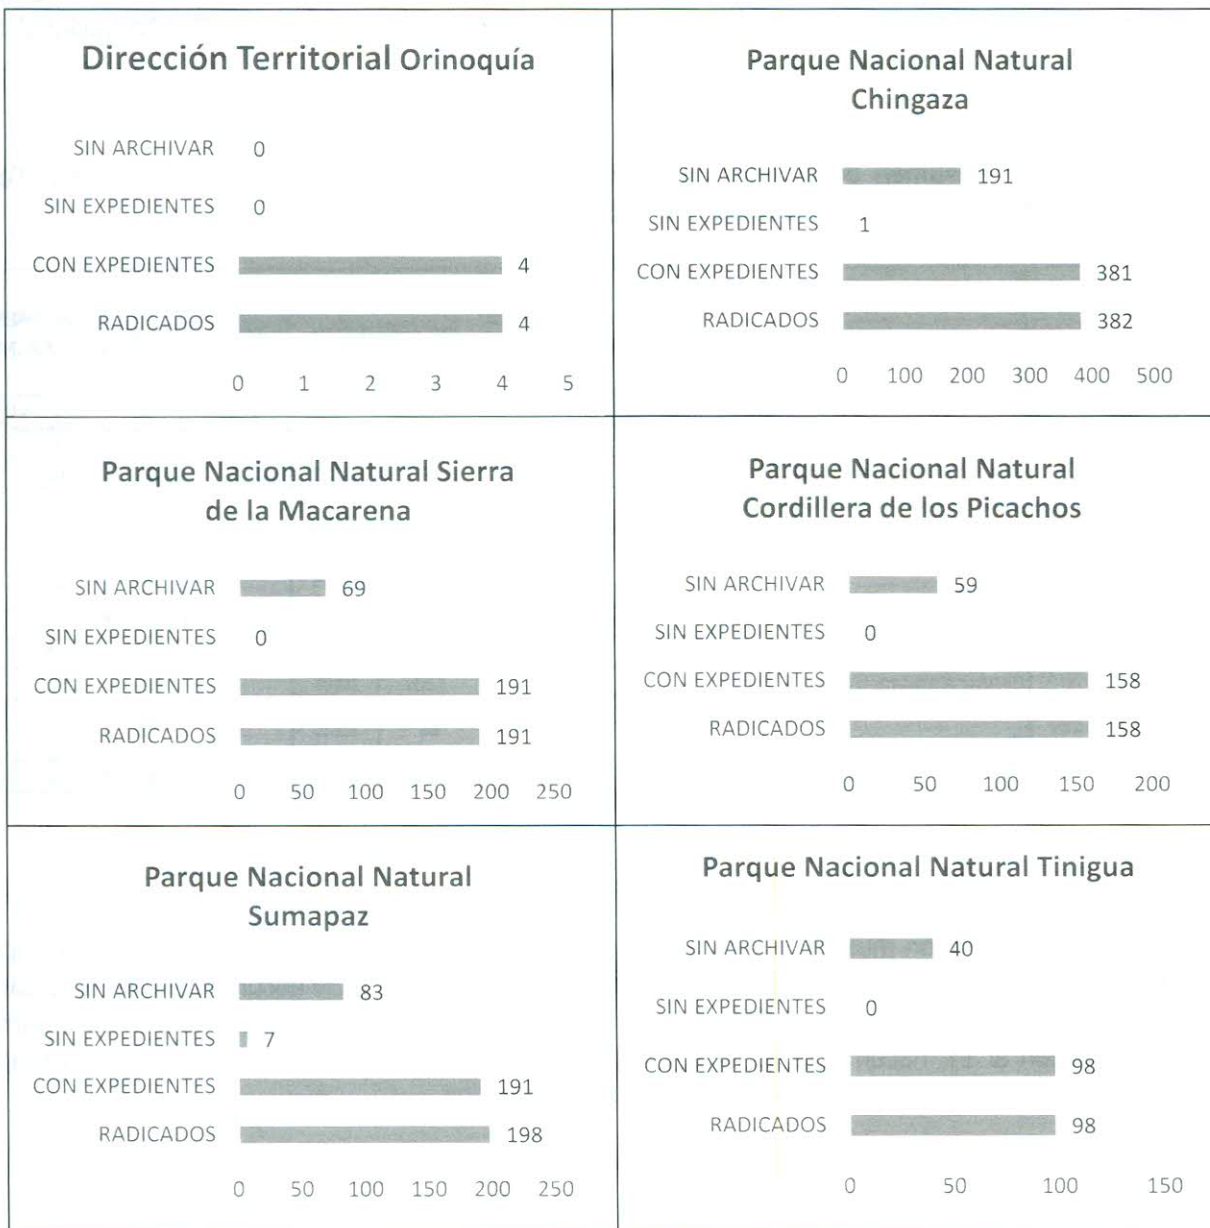 Dirección Territorial Orinoquía
SIN ARCHIVAR 0
SIN EXPEDIENTES 0
CON EXPEDIENTES 4
RADICADOS 4
0 1 2 3 4 5
Parque Nacional Natural
Chingaza
SIN ARCHIVAR 191
SIN EXPEDIENTES 1
CON EXPEDIENTES 381
RADICADOS 382
0 100 200 300 400 500
Parque Nacional Natural Sierra
de la Macarena
SIN ARCHIVAR 69
SIN EXPEDIENTES 0
CON EXPEDIENTES 191
RADICADOS 191
0 50 100 150 200 250
Parque Nacional Natural
Cordillera de los Picachos
SIN ARCHIVAR 59
SIN EXPEDIENTES 0
CON EXPEDIENTES 158
RADICADOS 158
0 50 100 150 200
Parque Nacional Natural
Sumapaz
SIN ARCHIVAR 83
SIN EXPEDIENTES 7
CON EXPEDIENTES 191
RADICADOS 198
0 50 100 150 200 250
Parque Nacional Natural Tinigua
SIN ARCHIVAR 40
SIN EXPEDIENTES 0
CON EXPEDIENTES 98
RADICADOS 98
0 50 100 150